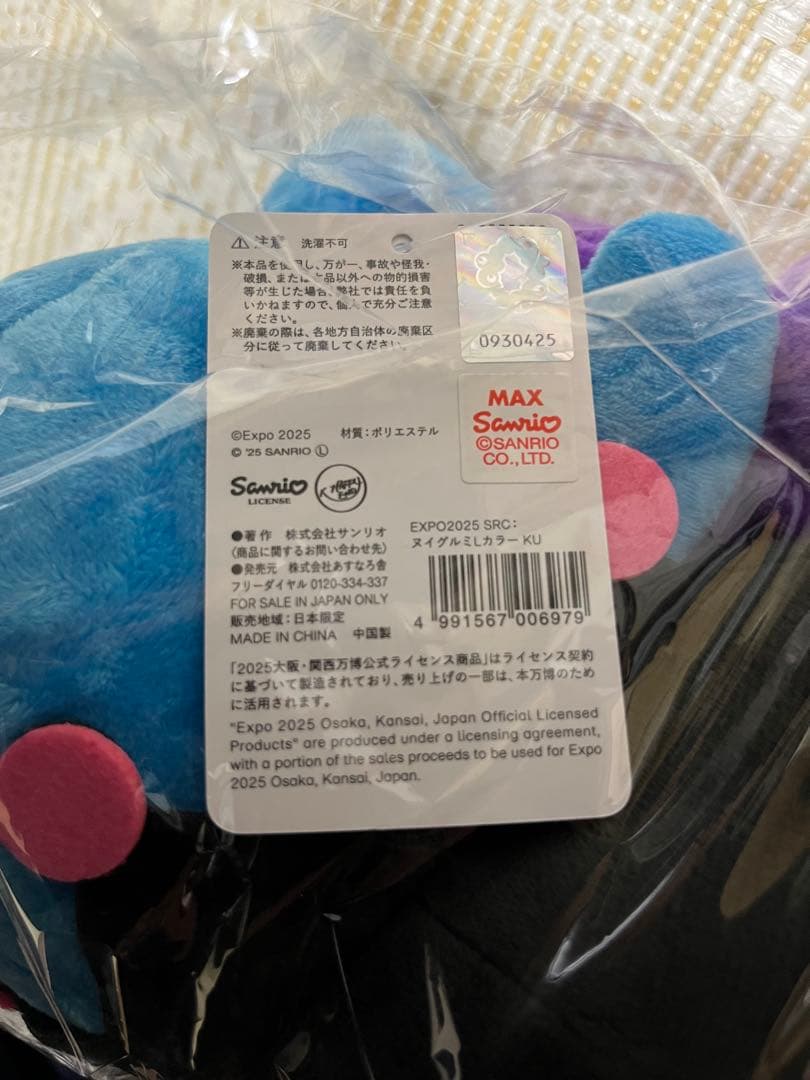 ⚠注意 洗濯不可
※本品を使用し、万が一、事故や怪我・
破損、または本品以外への物的損害
等が生じた場合、弊社では責任を負
いかねますので、個人で充分ご注意
ください。
※廃棄の際は、各地方自治体の廃棄区
分に従って廃棄してください。
0930425
MAX
Sanrio
©SANRIO
CO.,LTD.
©Expo 2025 材質：ポリエステル
© '25 SANRIO Ⓛ
Sanrio
LICENSE
●著作 株式会社サンリオ
（商品に関するお問い合わせ先）
●発売元 株式会社あすなろ舎
フリーダイヤル 0120-334-337
FOR SALE IN JAPAN ONLY
販売地域：日本限定
MADE IN CHINA 中国製
EXPO2025 SRC：
ヌイグルミLカラー KU
4 991567 006979
「2025大阪・関西万博公式ライセンス商品」はライセンス契約
に基づいて製造されており、売り上げの一部は、本万博のため
に活用されます。
"Expo 2025 Osaka, Kansai, Japan Official Licensed
Products" are produced under a licensing agreement,
with a portion of the sales proceeds to be used for Expo
2025 Osaka, Kansai, Japan.